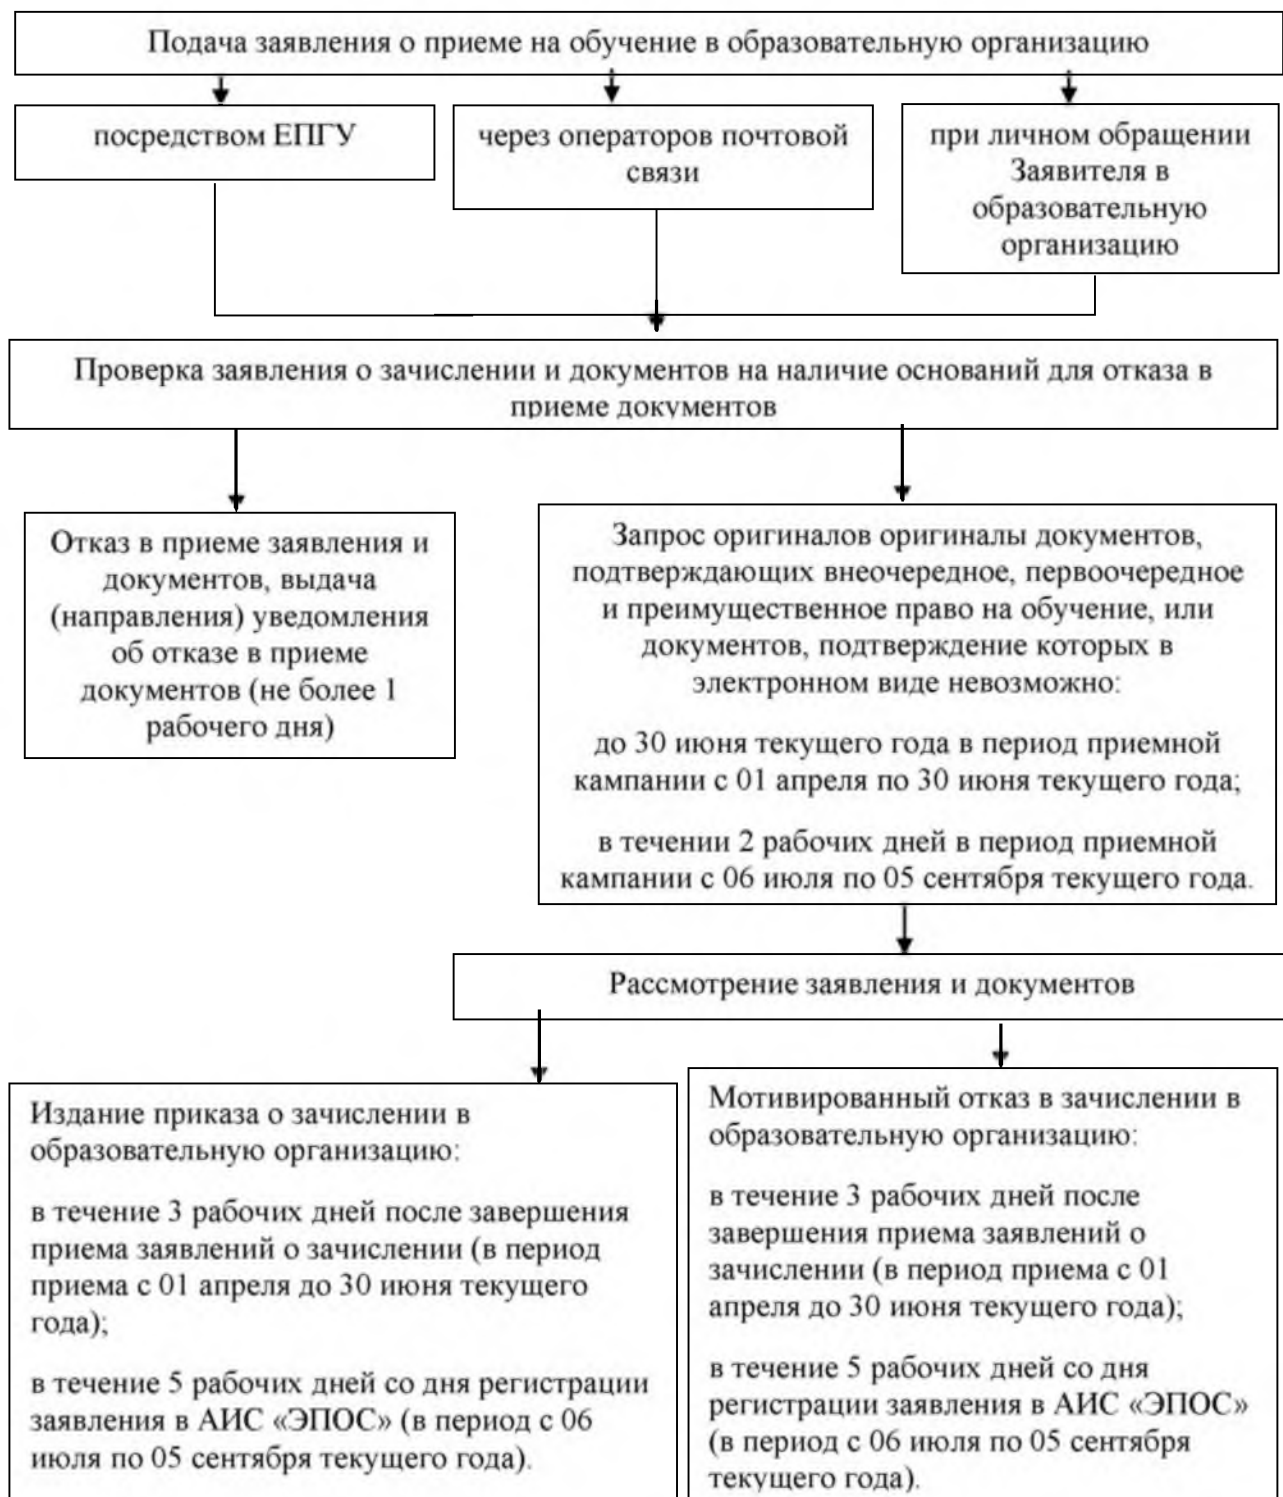 Подача заявления о приеме на обучение в образовательную организацию
посредством ЕПГУ
через операторов почтовой
связи
при личном обращении
Заявителя в
образовательную
организацию
Проверка заявления о зачислении и документов на наличие оснований для отказа в
приеме документов
Отказ в приеме заявления и
документов, выдача
(направления) уведомления
об отказе в приеме
документов (не более 1
рабочего дня)
Запрос оригиналов оригиналы документов,
подтверждающих внеочередное, первоочередное
и преимущественное право на обучение, или
документов, подтверждение которых в
электронном виде невозможно:
до 30 июня текущего года в период приемной
кампании с 01 апреля по 30 июня текущего года;
в течении 2 рабочих дней в период приемной
кампании с 06 июля по 05 сентября текущего года.
Рассмотрение заявления и документов
Издание приказа о зачислении в
образовательную организацию:
в течение 3 рабочих дней после завершения
приема заявлений о зачислении (в период
приема с 01 апреля до 30 июня текущего
года);
в течение 5 рабочих дней со дня регистрации
заявления в АИС «ЭПОС» (в период с 06
июля по 05 сентября текущего года).
Мотивированный отказ в зачислении в
образовательную организацию:
в течение 3 рабочих дней после
завершения приема заявлений о
зачислении (в период приема с 01
апреля до 30 июня текущего года);
в течение 5 рабочих дней со дня
регистрации заявления в АИС «ЭПОС»
(в период с 06 июля по 05 сентября
текущего года).